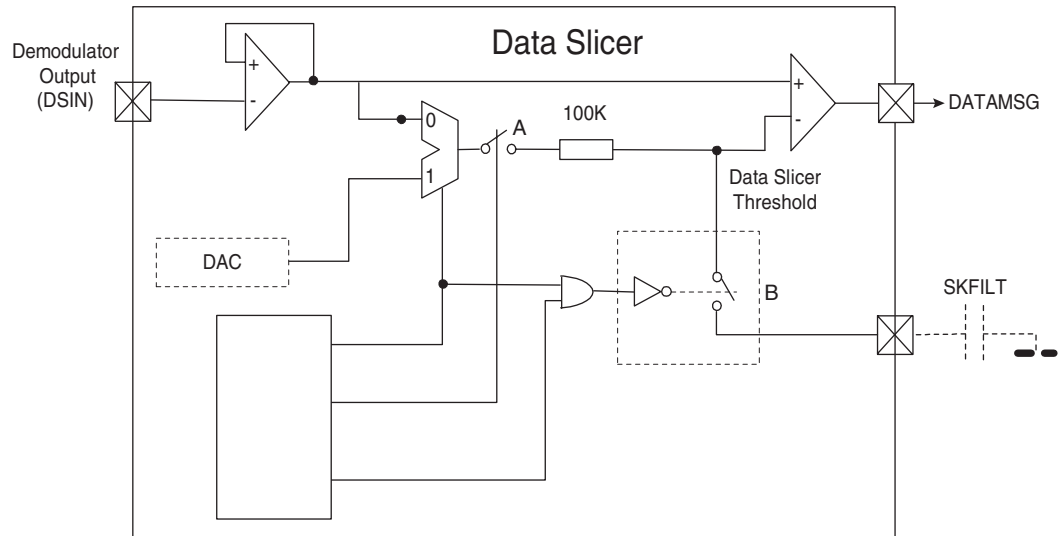 Data Slicer
Demodulator
Output
(DSIN)
+
-
+
-
DATAMSG
0
1
A
100K
Data Slicer
Threshold
DAC
B
SKFILT